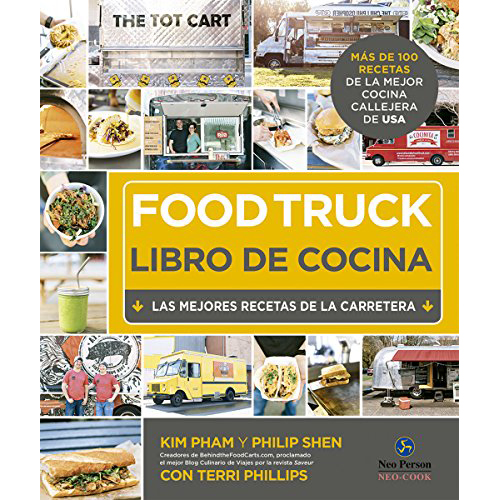 THE TOT CART
MÁS DE 100
RECETAS
DE LA MEJOR
COCINA
CALLEJERA
DE USA
FOOD TRUCK
LIBRO DE COCINA
LAS MEJORES RECETAS DE LA CARRETERA
KIM PHAM Y PHILIP SHEN
Creadores de BehindtheFoodCarts.com, proclamado
el mejor Blog Culinario de Viajes por la revista Saveur
CON TERRI PHILLIPS
Neo Person
NEO-COOK